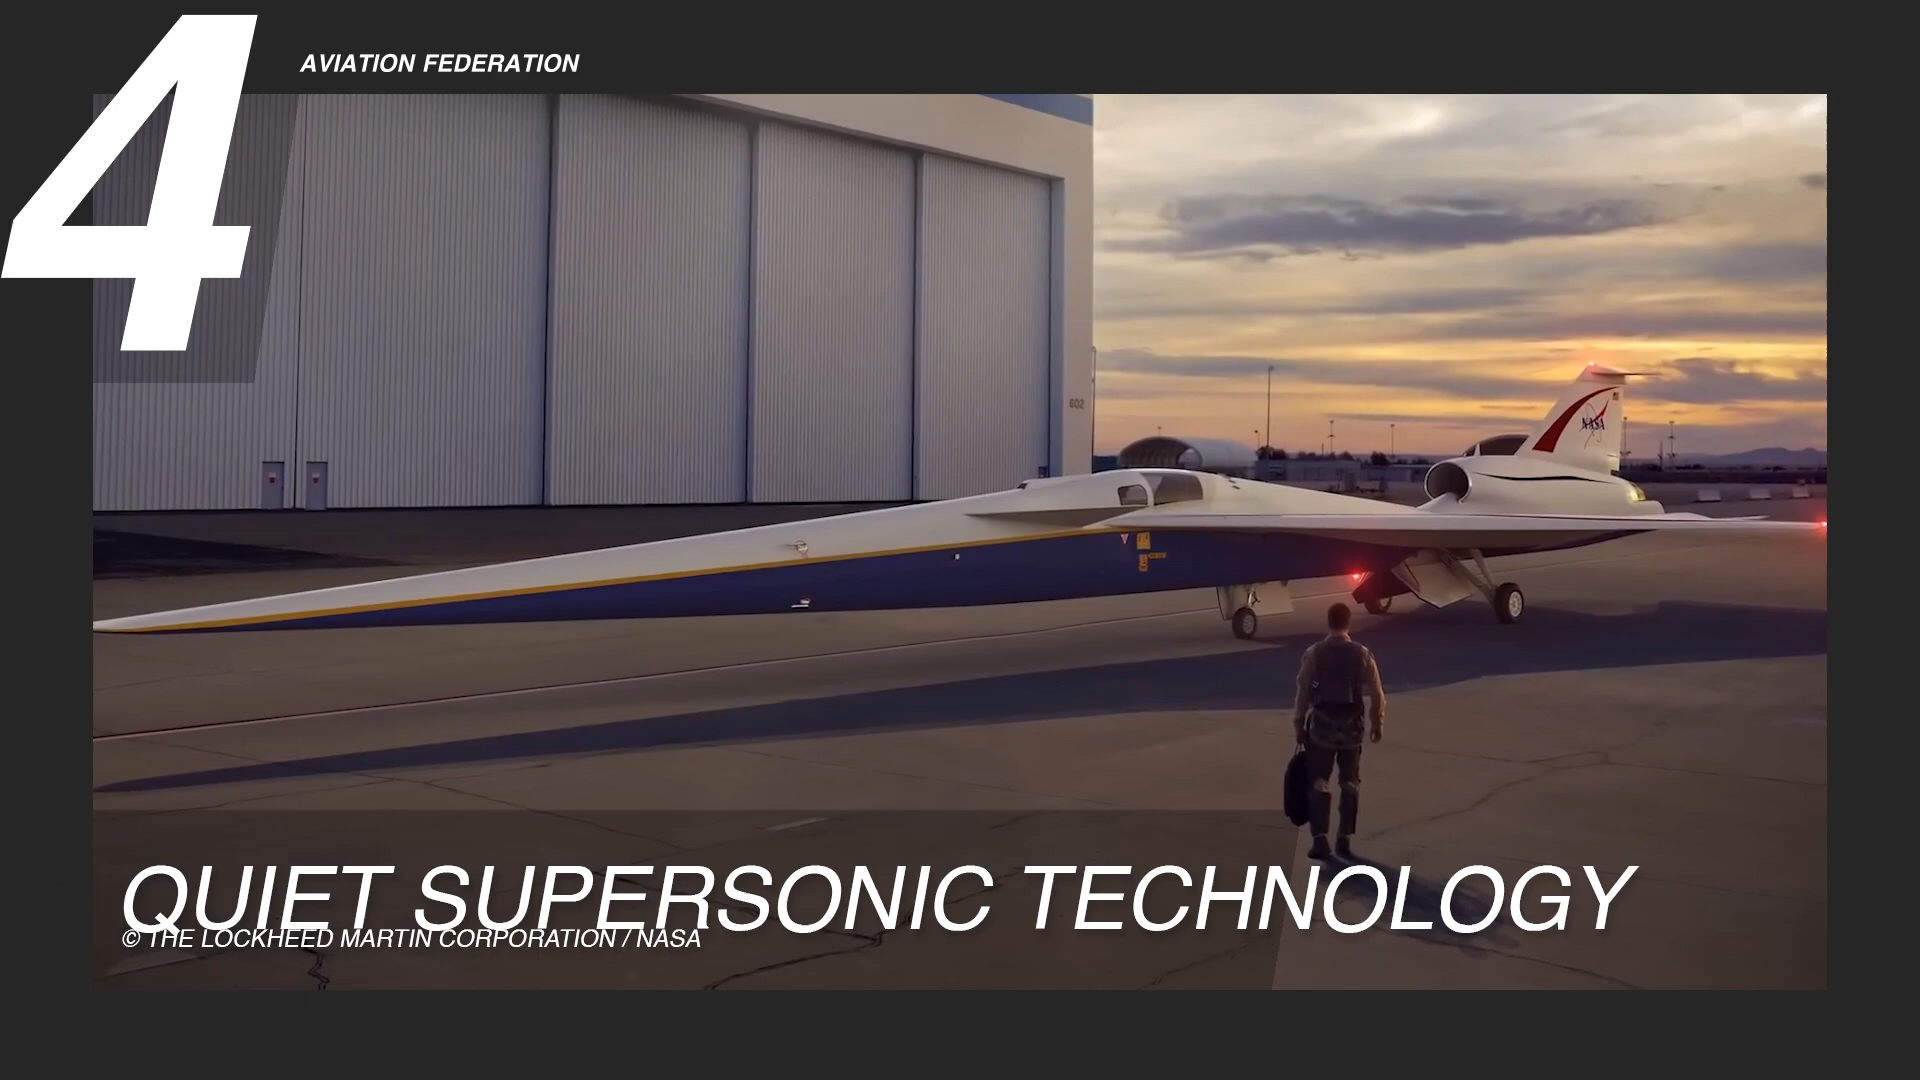 4
AVIATION FEDERATION
602
NASA
QUIET SUPERSONIC TECHNOLOGY
© THE LOCKHEED MARTIN CORPORATION / NASA